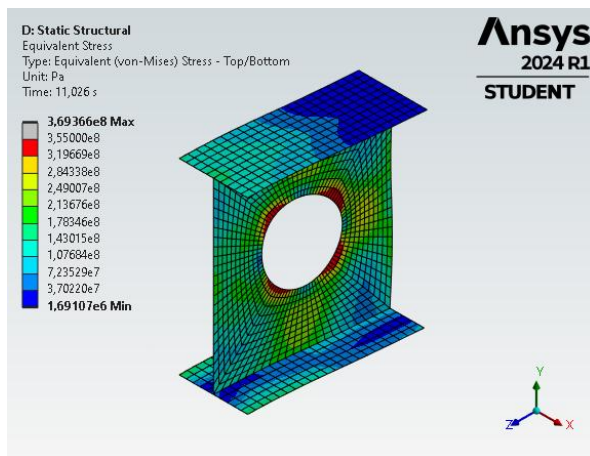 D: Static Structural
Equivalent Stress
Type: Equivalent (von-Mises) Stress - Top/Bottom
Unit: Pa
Time: 11,026 s
3,69366e8 Max
3,55000e8
3,19669e8
2,84338e8
2,49007e8
2,13676e8
1,78346e8
1,43015e8
1,07684e8
7,23529e7
3,70220e7
1,69107e6 Min
Ansys
2024 R1
STUDENT
Y
Z
X